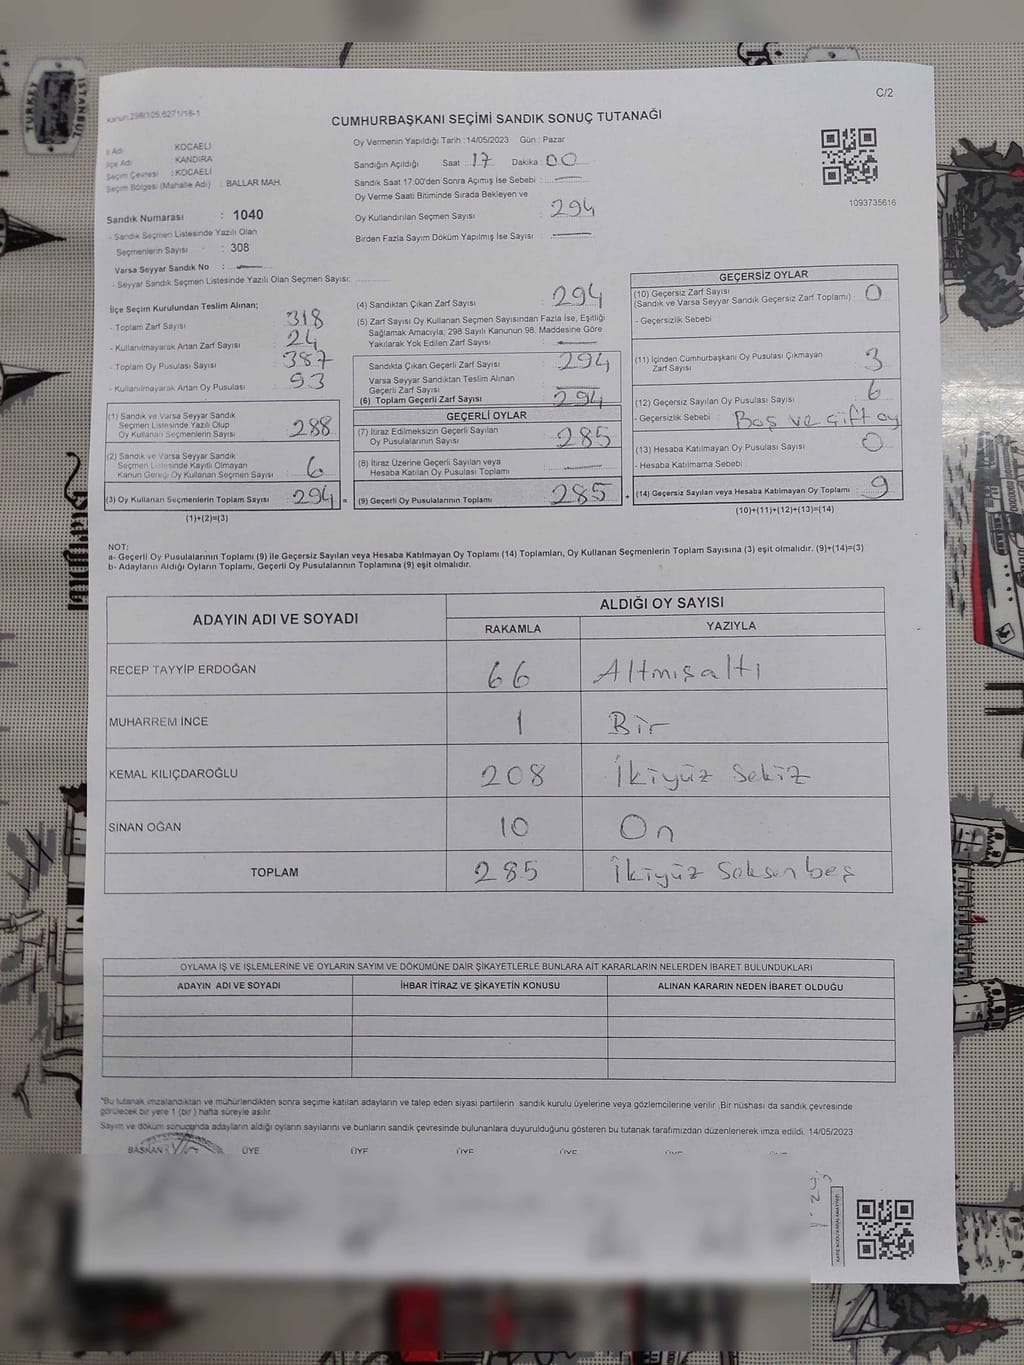 C/2
Kanun:298/105,6271/18-1
CUMHURBAŞKANI SEÇİMİ SANDIK SONUÇ TUTANAĞI
İl Adı KOCAELİ
İlçe Adı KANDIRA
Seçim Çevresi :KOCAELİ
Seçim Bölgesi (Mahalle Adı) : BALLAR MAH.
Sandık Numarası : 1040
- Sandık Seçmen Listesinde Yazılı Olan
Seçmenlerin Sayısı : 308
Varsa Seyyar Sandık No :
- Seyyar Sandık Seçmen Listesinde Yazılı Olan Seçmen Sayısı:
Oy Vermenin Yapıldığı Tarih :14/05/2023 Gün : Pazar
Sandığın Açıldığı Saat 17 Dakika : 00
Sandık Saat 17:00'den Sonra Açımış İse Sebebi :
Oy Verme Saati Bitiminde Sırada Bekleyen ve
Oy Kullandırılan Seçmen Sayısı : 294
Birden Fazla Sayım Döküm Yapılmış İse Sayısı :
1093735616
İlçe Seçim Kurulundan Teslim Alınan;
- Toplam Zarf Sayısı 318
- Kullanılmayarak Artan Zarf Sayısı 24
- Toplam Oy Pusulası Sayısı 387
- Kullanılmayarak Artan Oy Pusulası 93
(1) Sandık ve Varsa Seyyar Sandık
Seçmen Listesinde Yazılı Olup
Oy Kullanan Seçmenlerin Sayısı 288
(2) Sandık ve Varsa Seyyar Sandık
Seçmen Listesinde Kayıtlı Olmayan
Kanun Gereği Oy Kullanan Seçmen Sayısı 6
(3) Oy Kullanan Seçmenlerin Toplam Sayısı 294 =
(1)+(2)=(3)
(4) Sandıktan Çıkan Zarf Sayısı : 294
(5) Zarf Sayısı Oy Kullanan Seçmen Sayısından Fazla İse, Eşitliği
Sağlamak Amacıyla; 298 Sayılı Kanunun 98. Maddesine Göre
Yakılarak Yok Edilen Zarf Sayısı :
Sandıkta Çıkan Geçerli Zarf Sayısı : 294
Varsa Seyyar Sandıktan Teslim Alınan
Geçerli Zarf Sayısı
(6) Toplam Geçerli Zarf Sayısı : 294
GEÇERLİ OYLAR
(7) İtiraz Edilmeksizin Geçerli Sayılan
Oy Pusulalarının Sayısı : 285
(8) İtiraz Üzerine Geçerli Sayılan veya
Hesaba Katılan Oy Pusulası Toplamı
(9) Geçerli Oy Pusulalarının Toplamı : 285 +
GEÇERSİZ OYLAR
(10) Geçersiz Zarf Sayısı
(Sandık ve Varsa Seyyar Sandık Geçersiz Zarf Toplamı) : 0
- Geçersizlik Sebebi
(11) İçinden Cumhurbaşkanı Oy Pusulası Çıkmayan
Zarf Sayısı 3
(12) Geçersiz Sayılan Oy Pusulası Sayısı : 6
- Geçersizlik Sebebi : Boş ve çift oy
(13) Hesaba Katılmayan Oy Pusulası Sayısı : 0
- Hesaba Katılmama Sebebi :
(14) Geçersiz Sayılan veya Hesaba Katılmayan Oy Toplamı : 9
(10)+(11)+(12)+(13)=(14)
NOT:
a- Geçerli Oy Pusulalarının Toplamı (9) ile Geçersiz Sayılan veya Hesaba Katılmayan Oy Toplamı (14) Toplamları, Oy Kullanan Seçmenlerin Toplam Sayısına (3) eşit olmalıdır. (9)+(14)=(3)
b- Adayların Aldığı Oyların Toplamı, Geçerli Oy Pusulalarının Toplamına (9) eşit olmalıdır.
ADAYIN ADI VE SOYADI ALDIĞI OY SAYISI
RAKAMLA YAZIYLA
RECEP TAYYİP ERDOĞAN 66 Altmışaltı
MUHARREM İNCE 1 Bir
KEMAL KILIÇDAROĞLU 208 İkiyüz Sekiz
SİNAN OĞAN 10 On
TOPLAM 285 İkiyüz Seksen beş
OYLAMA İŞ VE İŞLEMLERİNE VE OYLARIN SAYIM VE DÖKÜMÜNE DAİR ŞİKAYETLERLE BUNLARA AİT KARARLARIN NELERDEN İBARET BULUNDUKLARI
ADAYIN ADI VE SOYADI İHBAR İTİRAZ VE ŞİKAYETİN KONUSU ALINAN KARARIN NEDEN İBARET OLDUĞU
*Bu tutanak imzalandıktan ve mühürlendikten sonra seçime katılan adayların ve talep eden siyasi partilerin sandık kurulu üyelerine veya gözlemcilerine verilir .Bir nüshası da sandık çevresinde
görülecek bir yere 1 (bir ) hafta süreyle asılır.
Sayım ve döküm sonucunda adayların aldığı oyların sayılarını ve bunların sandık çevresinde bulunanlara duyurulduğunu gösteren bu tutanak tarafımızdan düzenlenerek imza edildi. 14/05/2023
BAŞKAN ÜYE ÜYE ÜYE ÜYE ÜYE
TURKEY
ISTANBUL
Istanbul